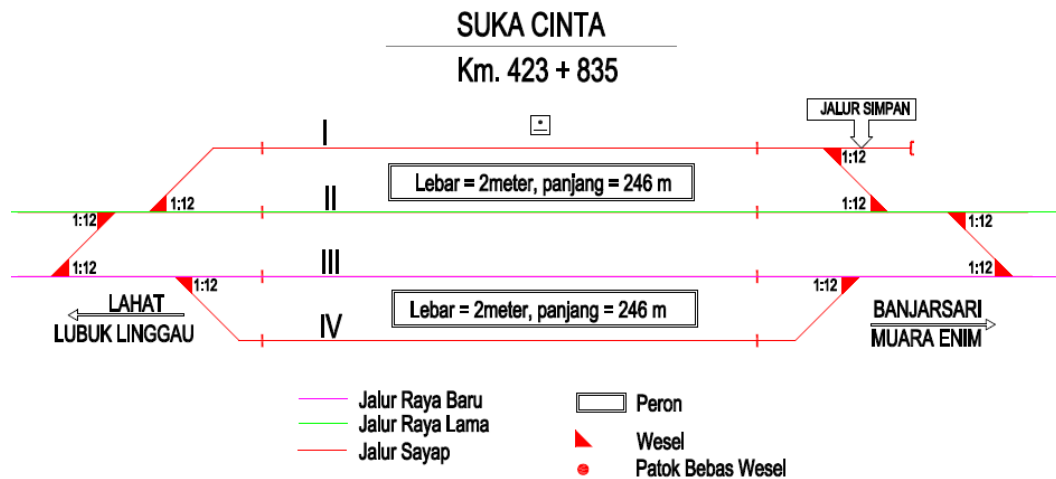 SUKA CINTA
Km. 423 + 835
JALUR SIMPAN
I
1:12
Lebar = 2meter, panjang = 246 m
II
1:12
1:12
1:12
1:12
III
1:12
1:12
1:12
1:12
1:12
LAHAT
LUBUK LINGGAU
Lebar = 2meter, panjang = 246 m
IV
BANJARSARI
MUARA ENIM
Jalur Raya Baru
Jalur Raya Lama
Jalur Sayap
Peron
Wesel
Patok Bebas Wesel